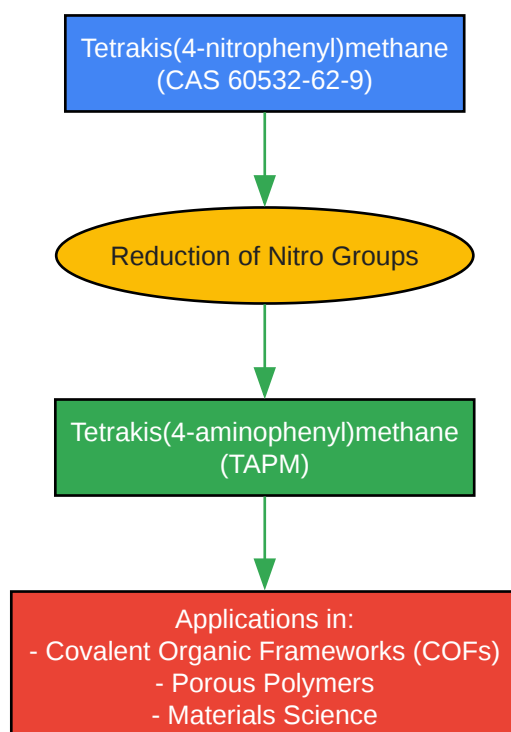 Tetrakis(4-nitrophenyl)methane
(CAS 60532-62-9)
Reduction of Nitro Groups
Tetrakis(4-aminophenyl)methane
(TAPM)
Applications in:
- Covalent Organic Frameworks (COFs)
- Porous Polymers
- Materials Science